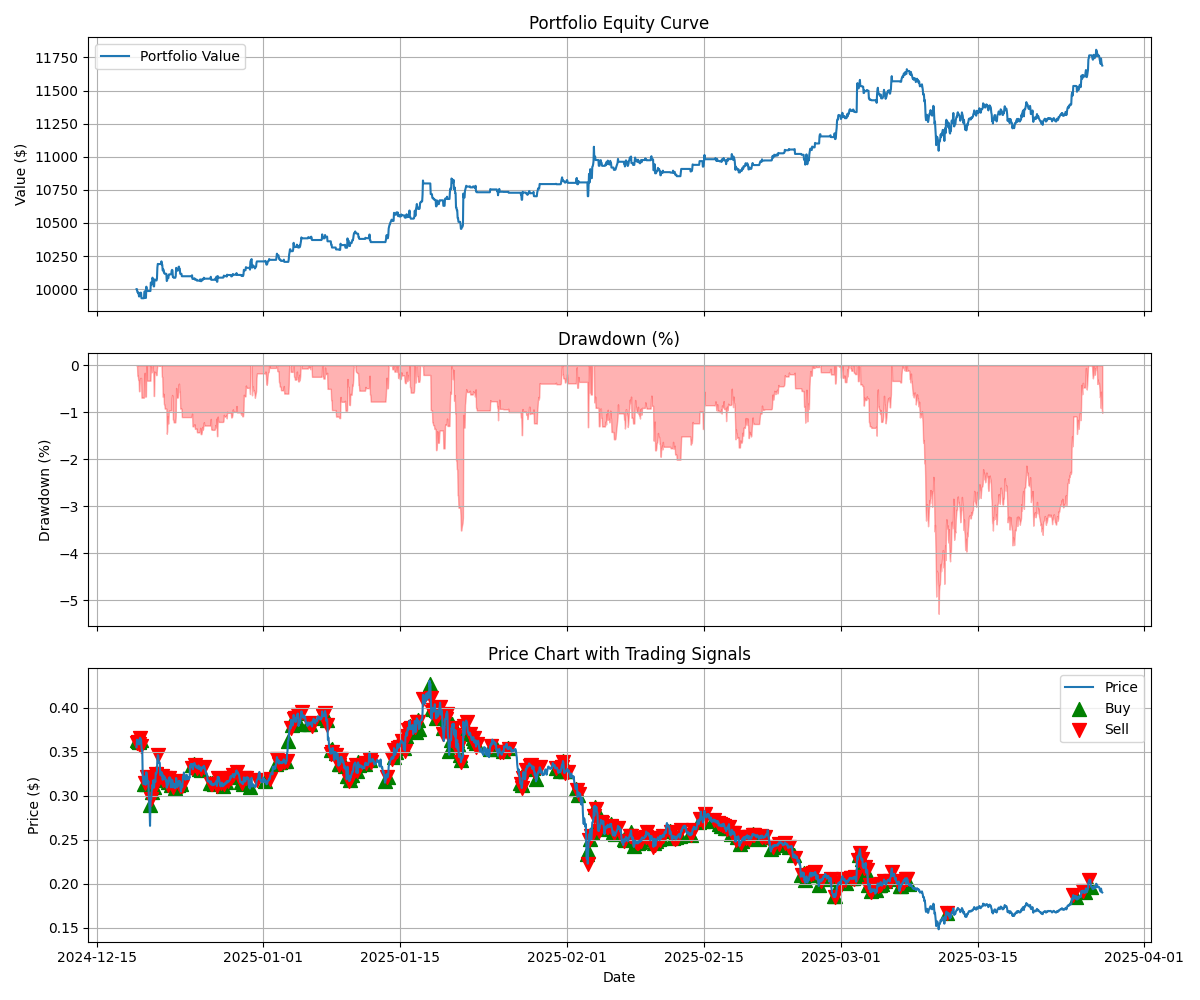 Portfolio Equity Curve
Portfolio Value
11750
11500
11250
11000
10750
10500
10250
10000
Value ($)
Drawdown (%)
0
−1
−2
−3
−4
−5
Drawdown (%)
Price Chart with Trading Signals
Price
Buy
Sell
0.40
0.35
0.30
0.25
0.20
0.15
Price ($)
2024-12-15 2025-01-01 2025-01-15 2025-02-01 2025-02-15 2025-03-01 2025-03-15 2025-04-01
Date